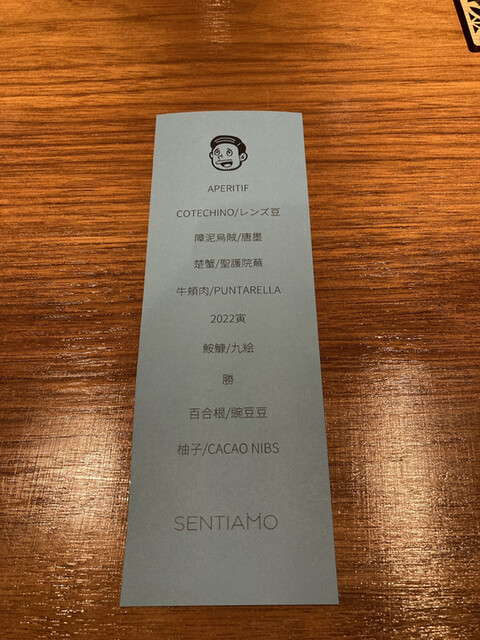 APERITIF
COTECHINO/レンズ豆
障泥烏賊/唐墨
楚蟹/聖護院蕪
牛頬肉/PUNTARELLA
2022寅
鮟鱇/九絵
勝
百合根/豌豆豆
柚子/CACAO NIBS
SENTIAMO